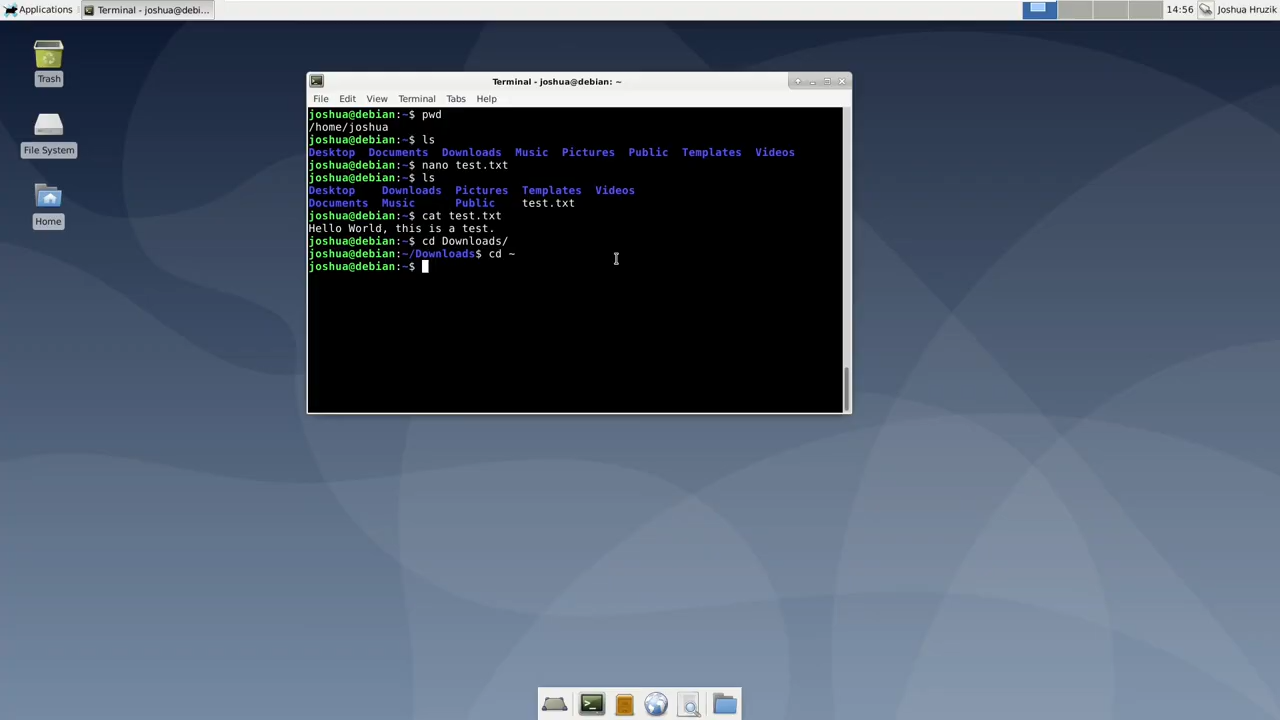 Applications Terminal - joshua@debi... 14:56 Joshua Hruzik
Trash
File System
Home
Terminal - joshua@debian: ~
File Edit View Terminal Tabs Help
joshua@debian:~$ pwd
/home/joshua
joshua@debian:~$ ls
Desktop Documents Downloads Music Pictures Public Templates Videos
joshua@debian:~$ nano test.txt
joshua@debian:~$ ls
Desktop Downloads Pictures Templates Videos
Documents Music Public test.txt
joshua@debian:~$ cat test.txt
Hello World, this is a test.
joshua@debian:~$ cd Downloads/
joshua@debian:~/Downloads$ cd ~
joshua@debian:~$